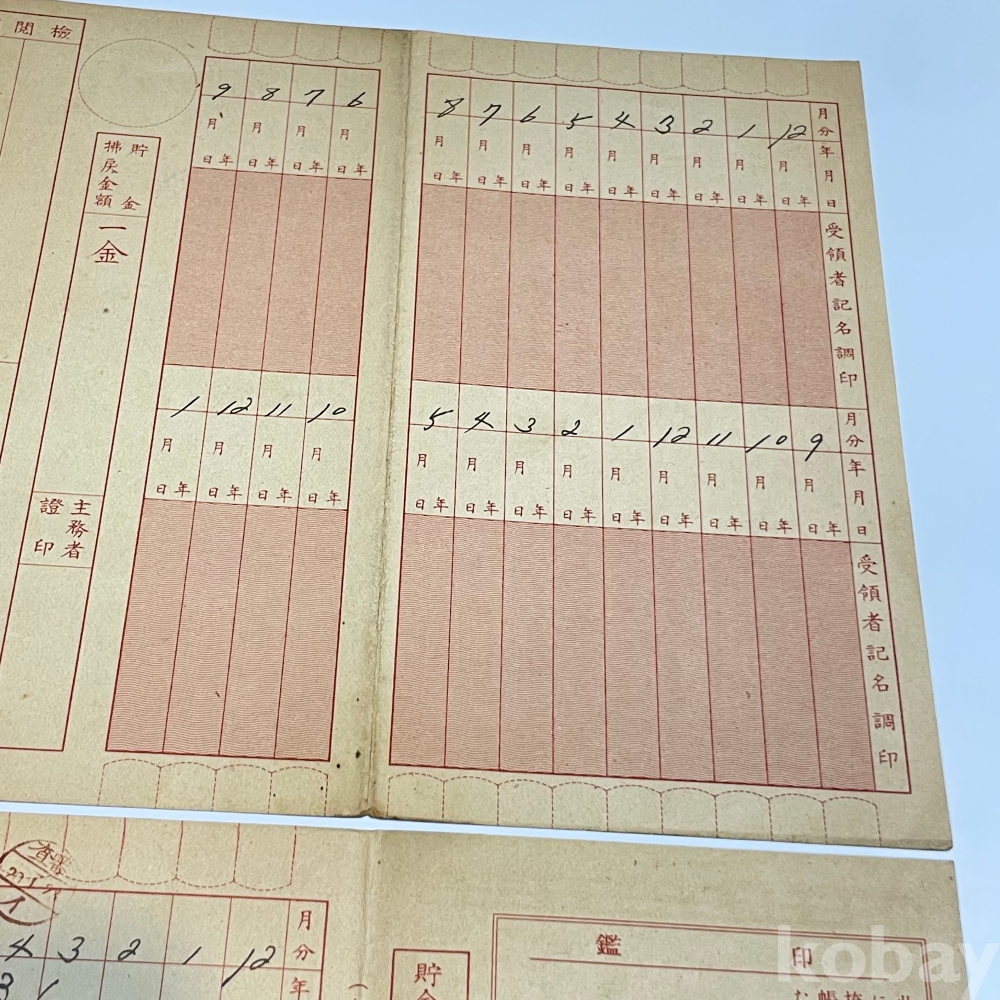 檢閱
貯金
拂戾金額
一金
主務者
證印
9 8 7 6
月 月 月 月
日年 日年 日年 日年
1 12 11 10
月 月 月 月
日年 日年 日年 日年
8 7 6 5 4 3 2 1 12 月分
月 月 月 月 月 月 月 月 月
日年 日年 日年 日年 日年 日年 日年 日年 日年 年月日
受領者記名調印
5 4 3 2 1 12 11 10 9 月分
月 月 月 月 月 月 月 月 月
日年 日年 日年 日年 日年 日年 日年 日年 日年 年月日
受領者記名調印
4 3 2 1 12 月分
年
貯
印鑑
kobay